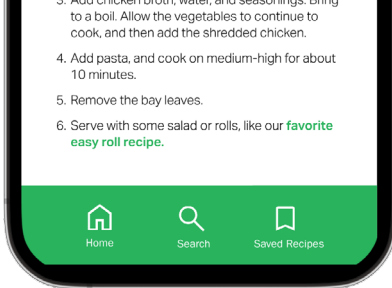 3. Add chicken broth, water, and seasonings. Bring
to a boil. Allow the vegetables to continue to
cook, and then add the shredded chicken.
4. Add pasta, and cook on medium-high for about
10 minutes.
5. Remove the bay leaves.
6. Serve with some salad or rolls, like our favorite
easy roll recipe.
Home Search Saved Recipes